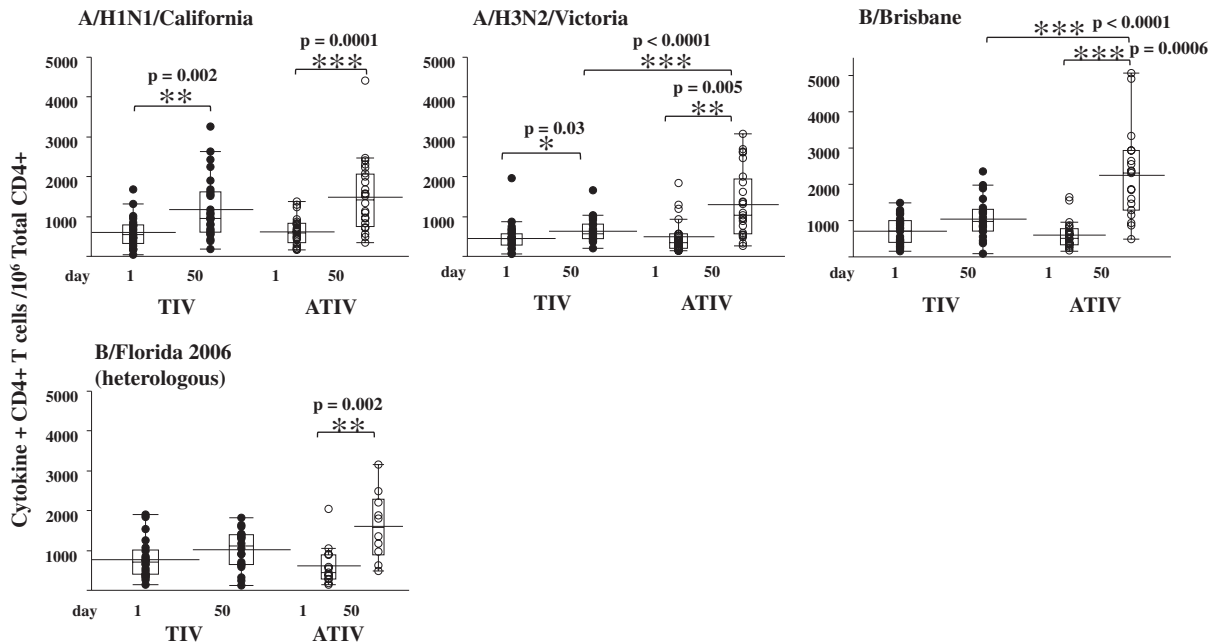 A/H1N1/California
p = 0.0001
***
p = 0.002
**
5000
4000
3000
2000
1000
day 1 50 1 50
TIV ATIV
A/H3N2/Victoria
p < 0.0001
***
p = 0.005
**
p = 0.03
*
5000
4000
3000
2000
1000
day 1 50 1 50
TIV ATIV
B/Brisbane
*** p < 0.0001
*** p = 0.0006
5000
4000
3000
2000
1000
day 1 50 1 50
TIV ATIV
Cytokine + CD4+ T cells /10⁶ Total CD4+
B/Florida 2006
(heterologous)
p = 0.002
**
5000
4000
3000
2000
1000
day 1 50 1 50
TIV ATIV